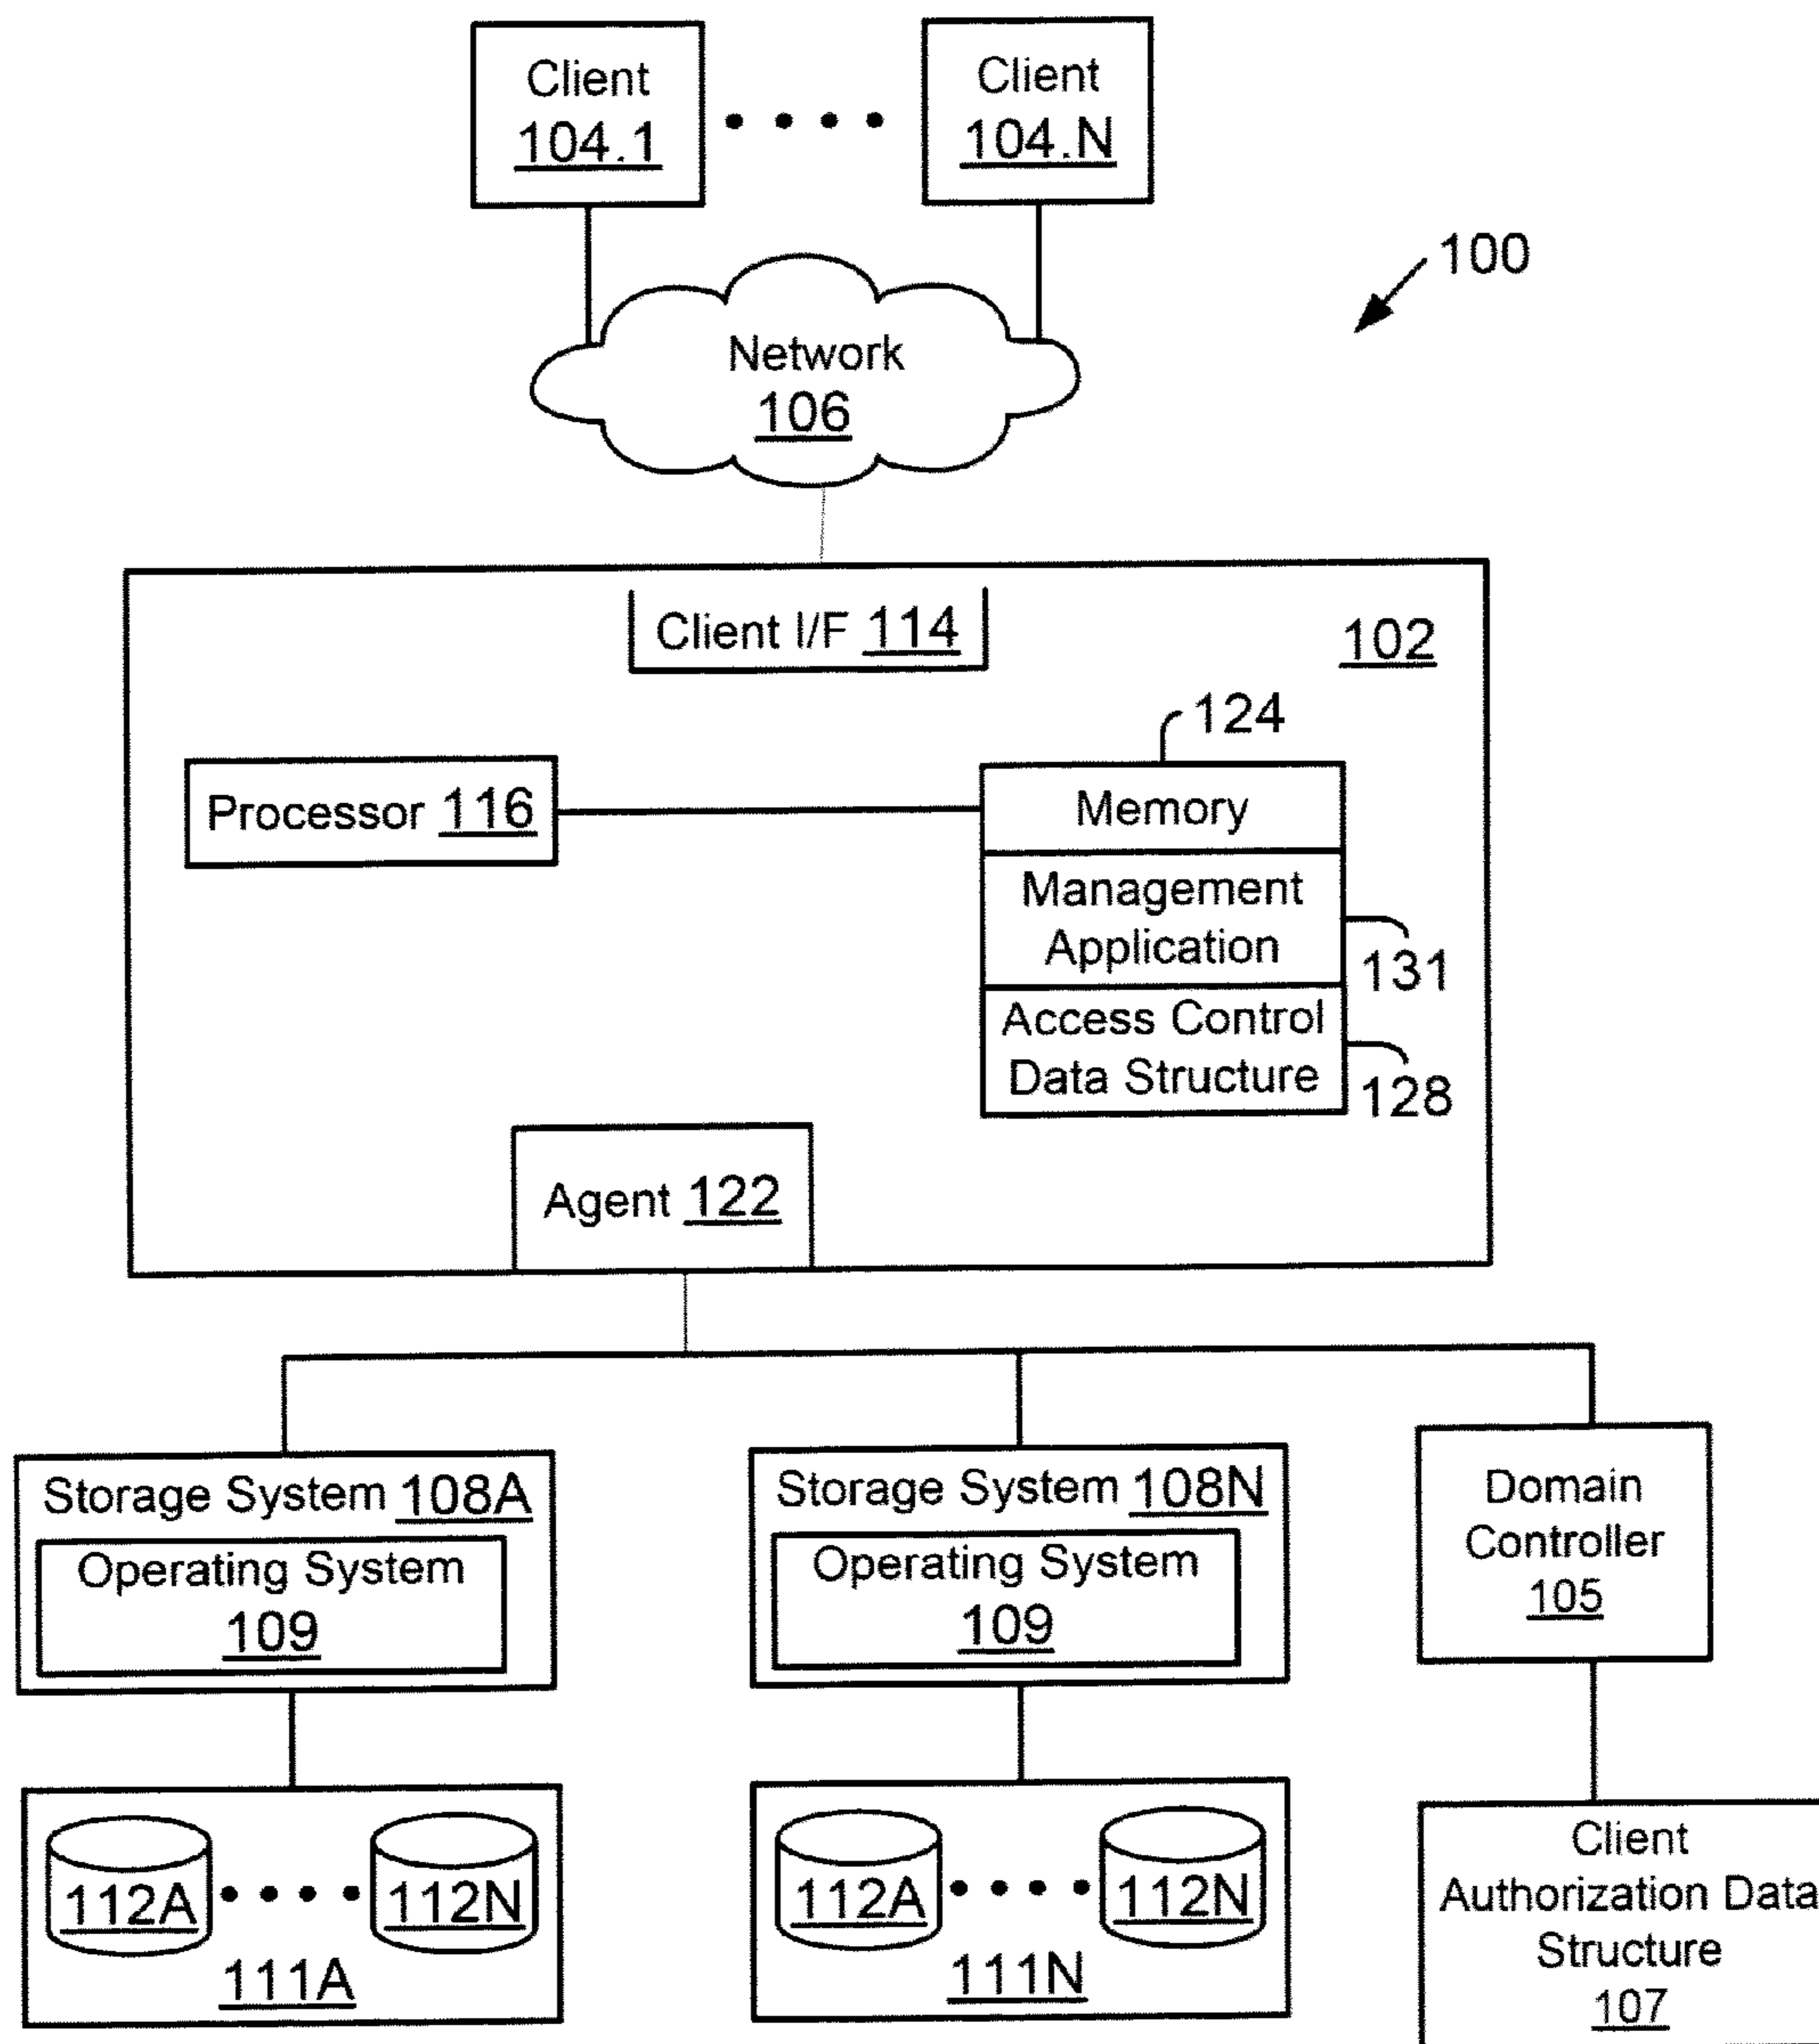 Client
104.1
Client
104.N
100
Network
106
Client I/F 114
102
124
Processor 116
Memory
Management
Application
131
Access Control
Data Structure
128
Agent 122
Storage System 108A
Operating System
109
Storage System 108N
Operating System
109
Domain
Controller
105
112A
112N
111A
112A
112N
111N
Client
Authorization Data
Structure
107